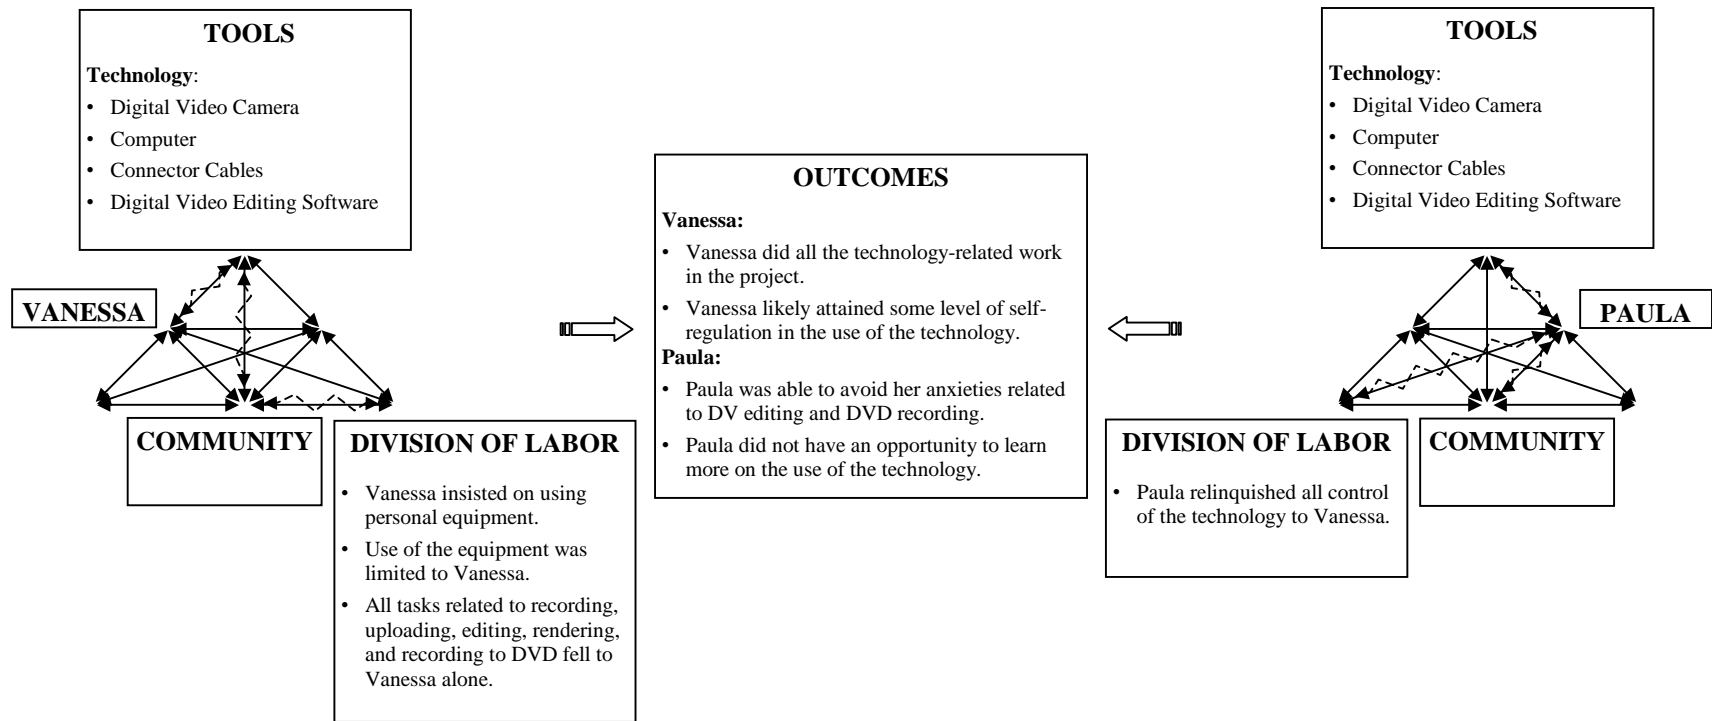 TOOLS
Technology:
• Digital Video Camera
• Computer
• Connector Cables
• Digital Video Editing Software
VANESSA
COMMUNITY
DIVISION OF LABOR
• Vanessa insisted on using
personal equipment.
• Use of the equipment was
limited to Vanessa.
• All tasks related to recording,
uploading, editing, rendering,
and recording to DVD fell to
Vanessa alone.
OUTCOMES
Vanessa:
• Vanessa did all the technology-related work
in the project.
• Vanessa likely attained some level of self-
regulation in the use of the technology.
Paula:
• Paula was able to avoid her anxieties related
to DV editing and DVD recording.
• Paula did not have an opportunity to learn
more on the use of the technology.
TOOLS
Technology:
• Digital Video Camera
• Computer
• Connector Cables
• Digital Video Editing Software
PAULA
DIVISION OF LABOR
• Paula relinquished all control
of the technology to Vanessa.
COMMUNITY